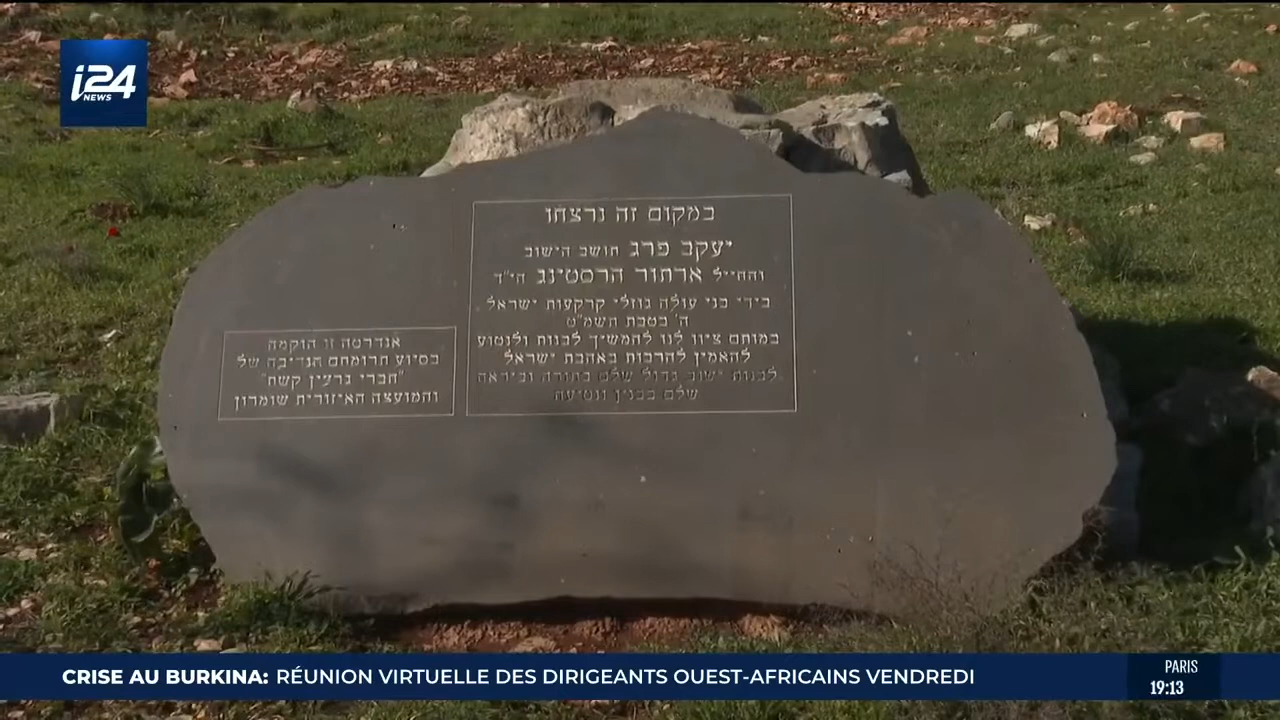 i24
NEWS
במקום זה נרצחו
יעקב פרג תושב הישוב
והחייל ארתור הרסטינג הי"ד
בידי בני עולה גוזלי קרקעות ישראל
ה' בטבת תשמ"ט
במותם ציוו לנו להמשיך לבנות ולנטוע
להאמין להרבות באהבת ישראל
לבנות ישוב גדול שלם בתורה וביראה
שלם בבנין ונטיעה
אנדרטה זו הוקמה
בסיוע תרומתם הנדיבה של
"חברי גרעין קשת"
והמועצה האיזורית שומרון
CRISE AU BURKINA: RÉUNION VIRTUELLE DES DIRIGEANTS OUEST-AFRICAINS VENDREDI
PARIS
19:13